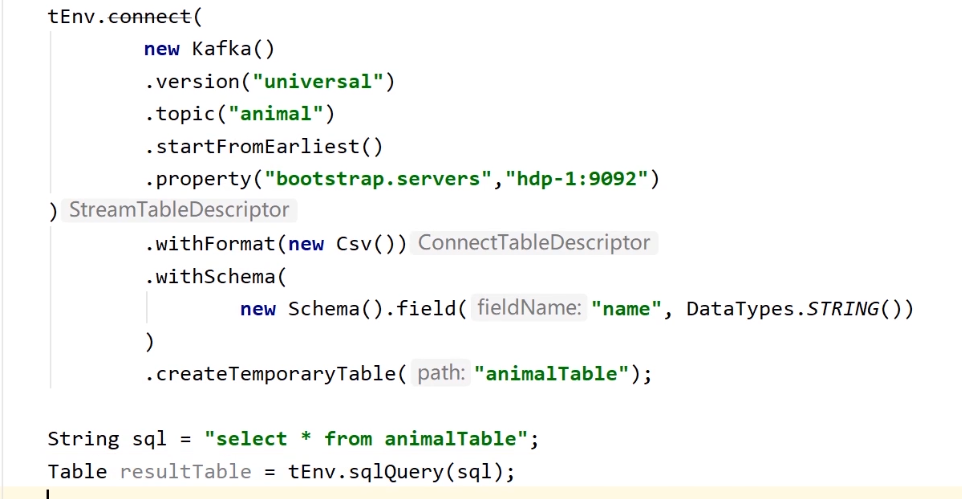 tEnv.connect(
new Kafka()
.version("universal")
.topic("animal")
.startFromEarliest()
.property("bootstrap.servers","hdp-1:9092")
) StreamTableDescriptor
.withFormat(new Csv()) ConnectTableDescriptor
.withSchema(
new Schema().field( fieldName: "name", DataTypes.STRING())
)
.createTemporaryTable( path: "animalTable");
String sql = "select * from animalTable";
Table resultTable = tEnv.sqlQuery(sql);